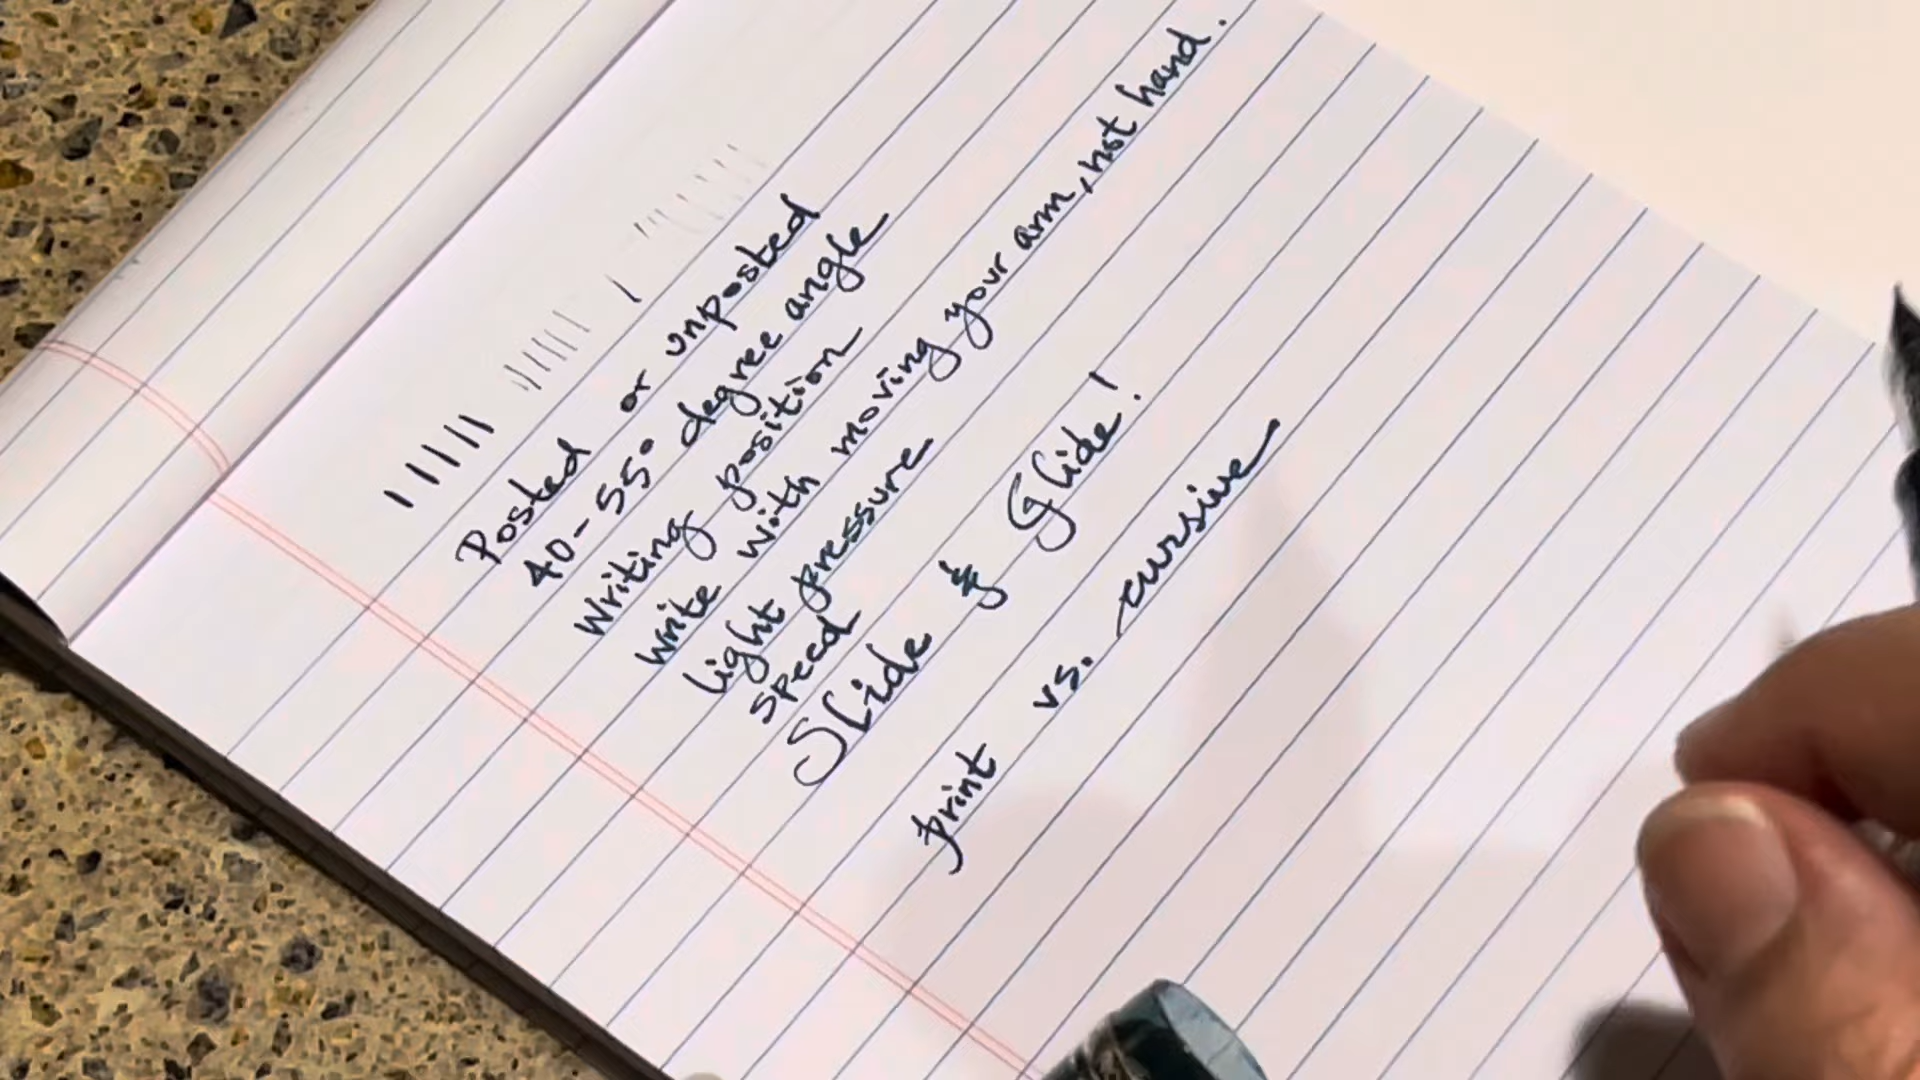 Posted or unposted
40-55° degree angle
Writing position
write with moving your arm, not hand.
Light pressure
speed
Slide & Glide!
print vs. cursive